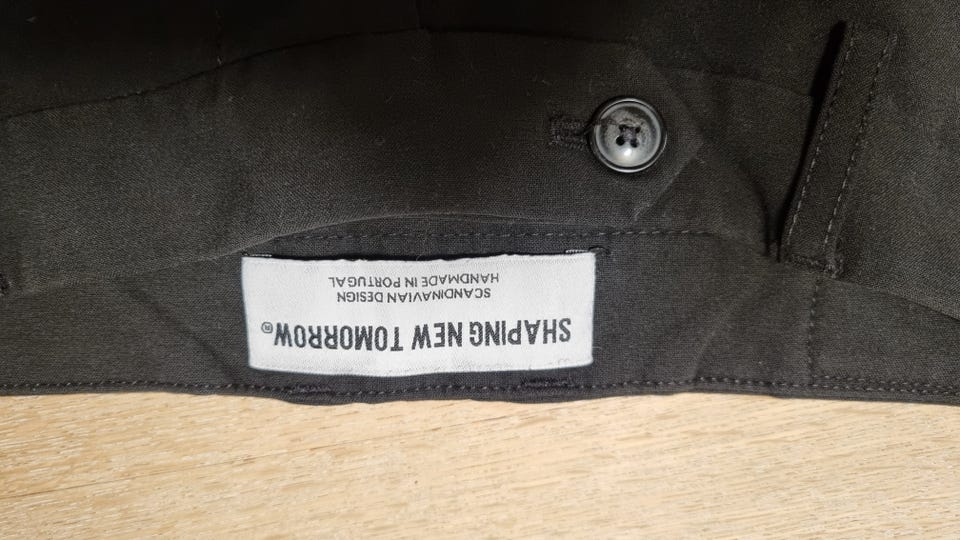 SHAPING NEW TOMORROW®
SCANDINAVIAN DESIGN
HANDMADE IN PORTUGAL